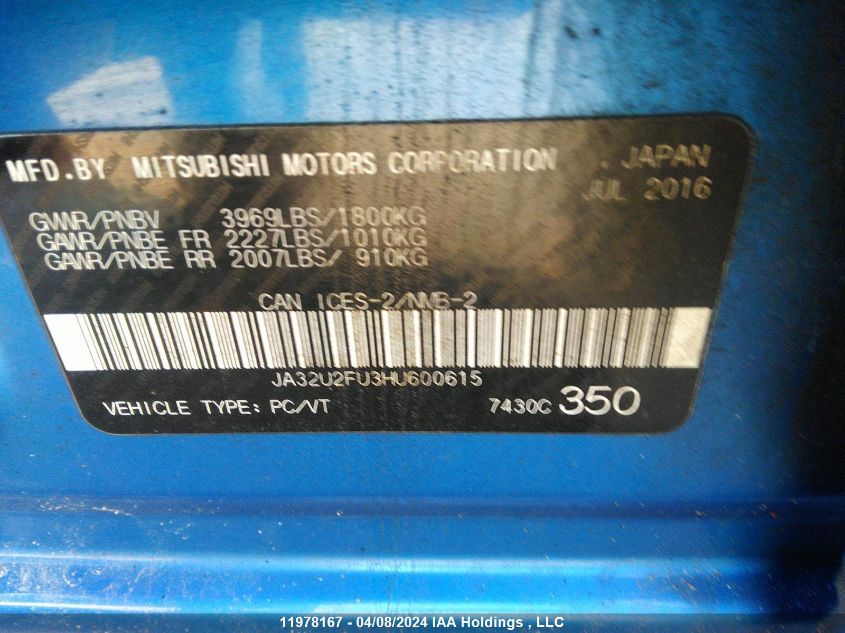 MFD.BY MITSUBISHI MOTORS CORPORATION . JAPAN
JUL 2016
GVWR/PNBV 3969LBS/1800KG
GAWR/PNBE FR 2227LBS/1010KG
GAWR/PNBE RR 2007LBS/ 910KG
CAN ICES-2/NMB-2
JA32U2FU3HU600615
VEHICLE TYPE: PC/VT 7430C 350
11978167 - 04/08/2024 IAA Holdings , LLC